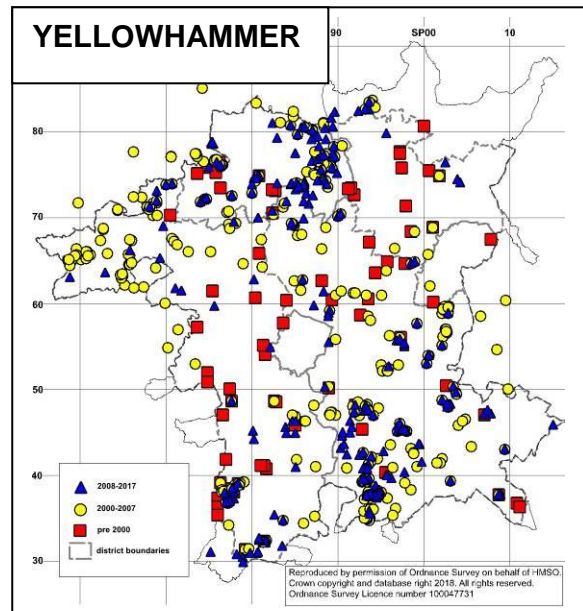 YELLOWHAMMER
90 SP00 10
80
70
60
50
40
30
2008-2017
2000-2007
pre 2000
district boundaries
Reproduced by permission of Ordnance Survey on behalf of HMSO.
Crown copyright and database right 2018. All rights reserved.
Ordnance Survey Licence number 100047731